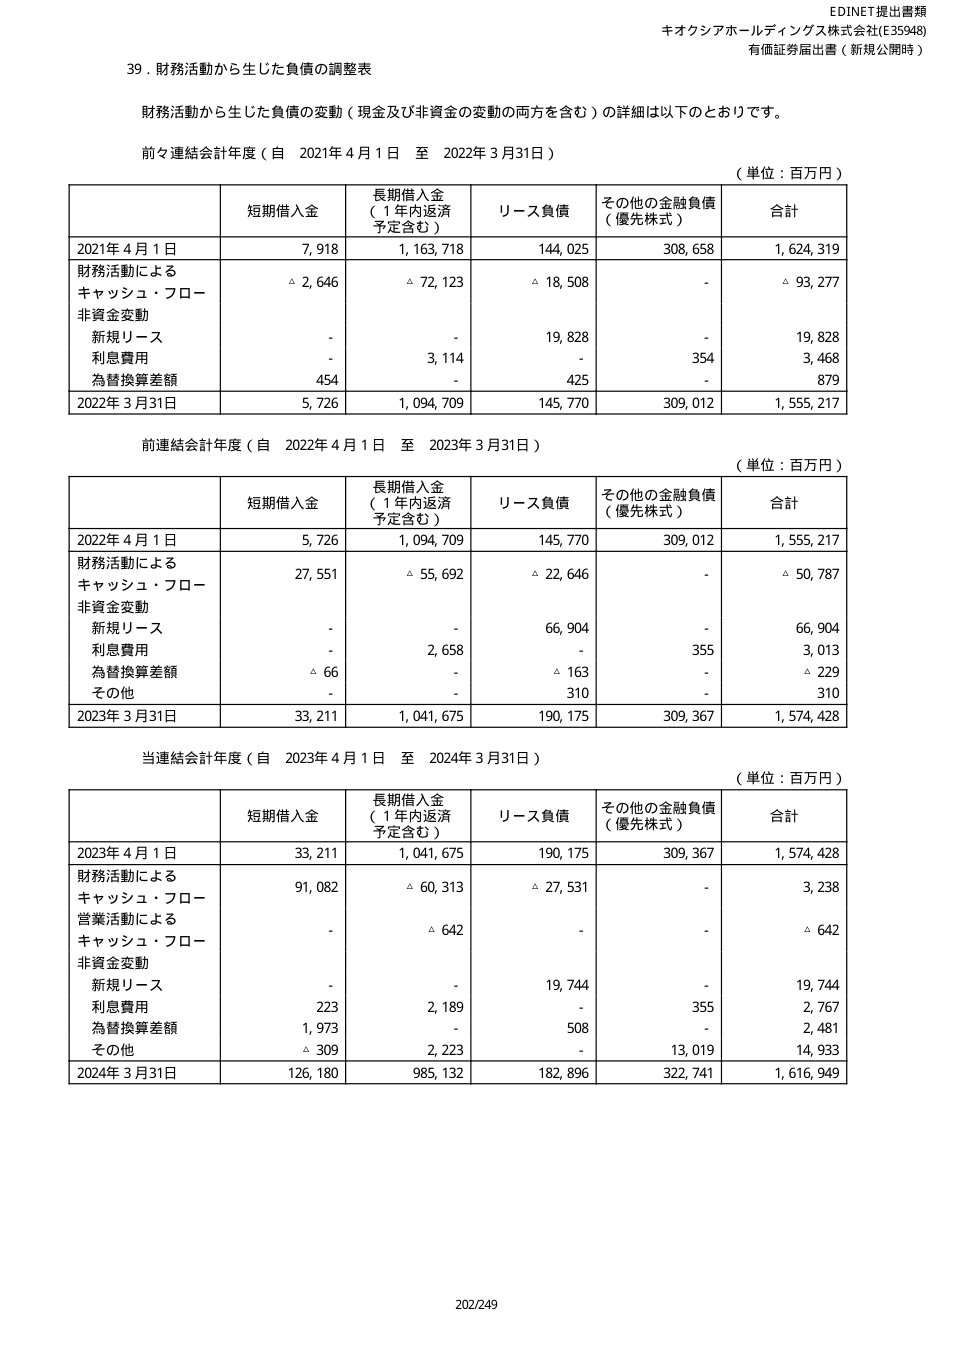 EDINET提出書類
キオクシアホールディングス株式会社(E35948)
有価証券届出書（新規公開時）
39．財務活動から生じた負債の調整表
財務活動から生じた負債の変動（現金及び非資金の変動の両方を含む）の詳細は以下のとおりです。
前々連結会計年度（自　2021年４月１日　至　2022年３月31日）
（単位：百万円）
短期借入金　長期借入金（１年内返済予定含む）　リース負債　その他の金融負債（優先株式）　合計
2021年４月１日　7,918　1,163,718　144,025　308,658　1,624,319
財務活動によるキャッシュ・フロー　△2,646　△72,123　△18,508　-　△93,277
非資金変動
新規リース　-　-　19,828　-　19,828
利息費用　-　3,114　-　354　3,468
為替換算差額　454　-　425　-　879
2022年３月31日　5,726　1,094,709　145,770　309,012　1,555,217
前連結会計年度（自　2022年４月１日　至　2023年３月31日）
（単位：百万円）
短期借入金　長期借入金（１年内返済予定含む）　リース負債　その他の金融負債（優先株式）　合計
2022年４月１日　5,726　1,094,709　145,770　309,012　1,555,217
財務活動によるキャッシュ・フロー　27,551　△55,692　△22,646　-　△50,787
非資金変動
新規リース　-　-　66,904　-　66,904
利息費用　-　2,658　-　355　3,013
為替換算差額　△66　-　△163　-　△229
その他　-　-　310　-　310
2023年３月31日　33,211　1,041,675　190,175　309,367　1,574,428
当連結会計年度（自　2023年４月１日　至　2024年３月31日）
（単位：百万円）
短期借入金　長期借入金（１年内返済予定含む）　リース負債　その他の金融負債（優先株式）　合計
2023年４月１日　33,211　1,041,675　190,175　309,367　1,574,428
財務活動によるキャッシュ・フロー　91,082　△60,313　△27,531　-　3,238
営業活動によるキャッシュ・フロー　-　△642　-　-　△642
非資金変動
新規リース　-　-　19,744　-　19,744
利息費用　223　2,189　-　355　2,767
為替換算差額　1,973　-　508　-　2,481
その他　△309　2,223　-　13,019　14,933
2024年３月31日　126,180　985,132　182,896　322,741　1,616,949
202/249